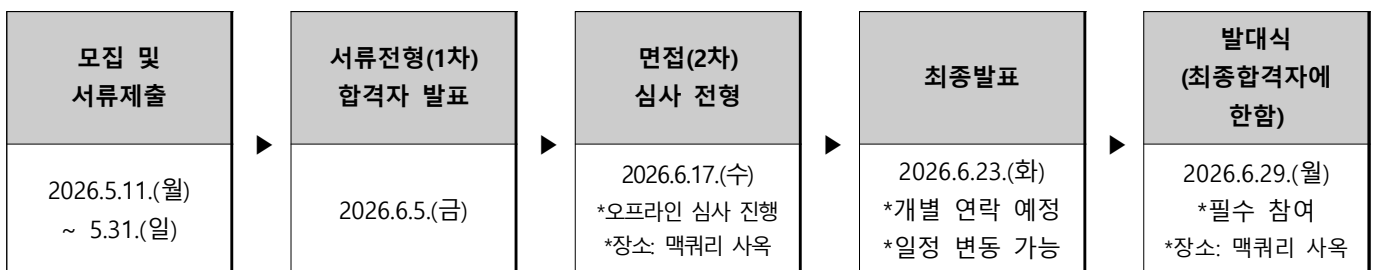 모집 및
서류제출
2026.5.11.(월)
~ 5.31.(일)
▶
서류전형(1차)
합격자 발표
2026.6.5.(금)
▶
면접(2차)
심사 전형
2026.6.17.(수)
*오프라인 심사 진행
*장소: 맥쿼리 사옥
▶
최종발표
2026.6.23.(화)
*개별 연락 예정
*일정 변동 가능
▶
발대식
(최종합격자에
한함)
2026.6.29.(월)
*필수 참여
*장소: 맥쿼리 사옥